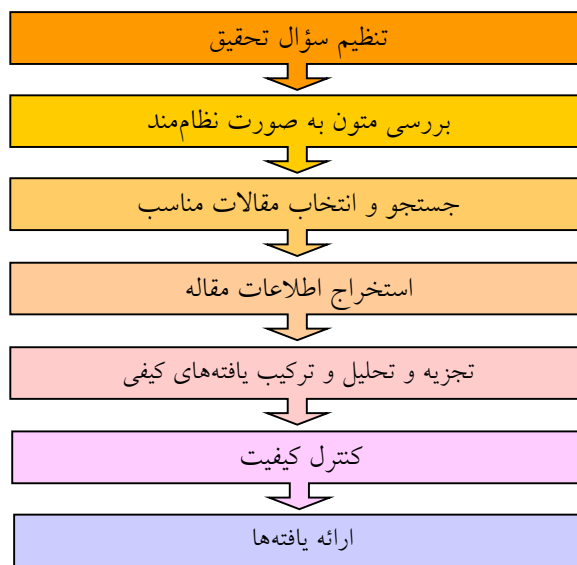 تنظیم سؤال تحقیق
بررسی متون به صورت نظام‌مند
جستجو و انتخاب مقالات مناسب
استخراج اطلاعات مقاله
تجزیه و تحلیل و ترکیب یافته‌های کیفی
کنترل کیفیت
ارائه یافته‌ها